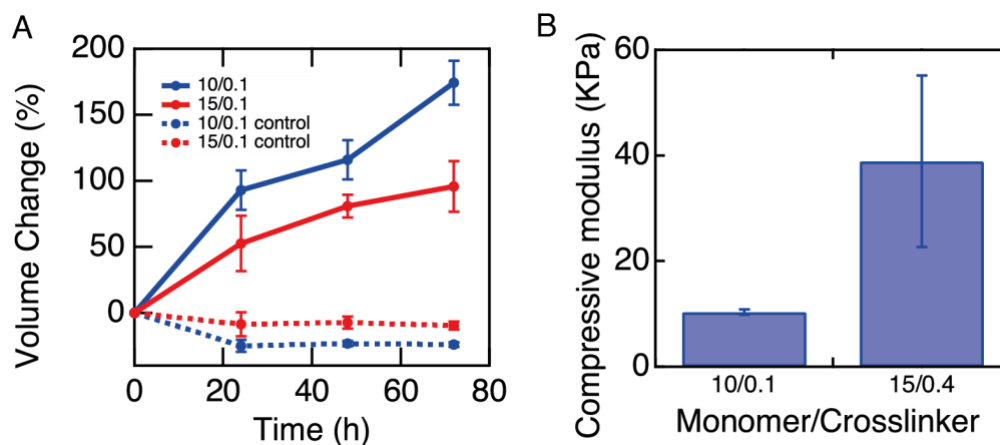 A
Volume Change (%)
200
150
100
50
0
10/0.1
15/0.1
10/0.1 control
15/0.1 control
0 20 40 60 80
Time (h)
B
Compressive modulus (KPa)
60
40
20
0
10/0.1 15/0.4
Monomer/Crosslinker